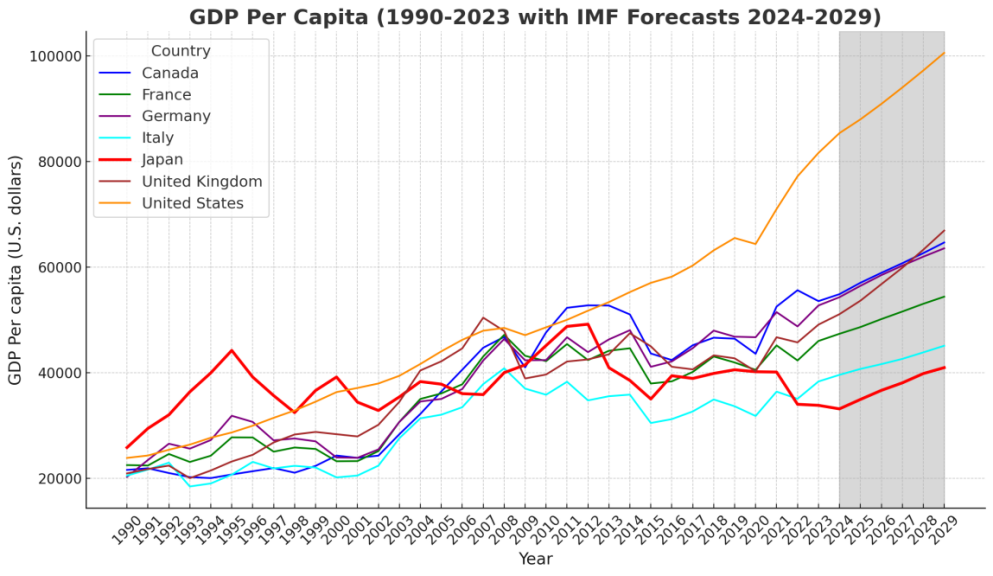 GDP Per Capita (1990-2023 with IMF Forecasts 2024-2029)
Country
Canada
France
Germany
Italy
Japan
United Kingdom
United States
GDP Per capita (U.S. dollars)
100000
80000
60000
40000
20000
1990 1991 1992 1993 1994 1995 1996 1997 1998 1999 2000 2001 2002 2003 2004 2005 2006 2007 2008 2009 2010 2011 2012 2013 2014 2015 2016 2017 2018 2019 2020 2021 2022 2023 2024 2025 2026 2027 2028 2029
Year